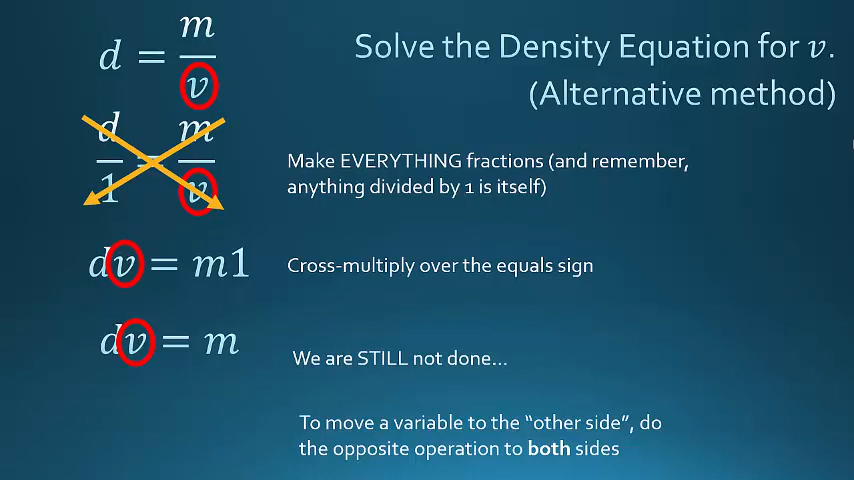 d = m/v
Solve the Density Equation for v.
(Alternative method)
d/1 = m/v
Make EVERYTHING fractions (and remember,
anything divided by 1 is itself)
dv = m1
Cross-multiply over the equals sign
dv = m
We are STILL not done...
To move a variable to the “other side”, do
the opposite operation to both sides